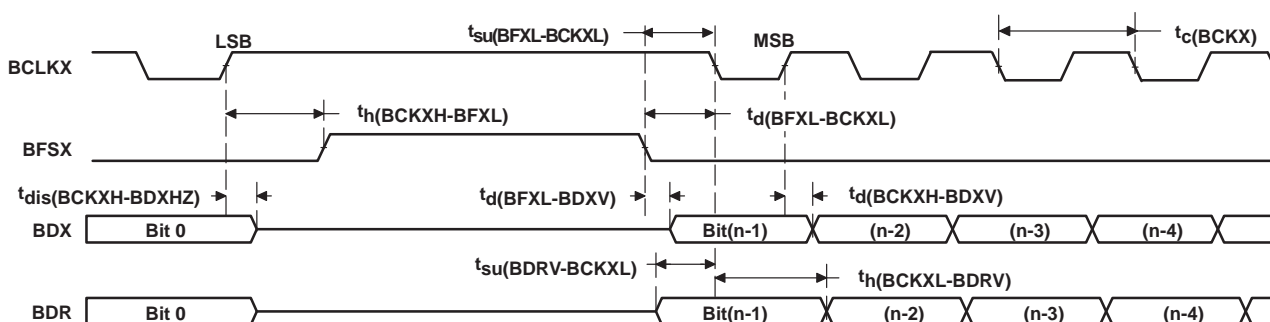 LSB
tsu(BFXL-BCKXL)
MSB
tc(BCKX)
BCLKX
th(BCKXH-BFXL)
td(BFXL-BCKXL)
BFSX
tdis(BCKXH-BDXHZ)
td(BFXL-BDXV)
td(BCKXH-BDXV)
BDX
Bit 0
Bit(n-1)
(n-2)
(n-3)
(n-4)
tsu(BDRV-BCKXL)
th(BCKXL-BDRV)
BDR
Bit 0
Bit(n-1)
(n-2)
(n-3)
(n-4)